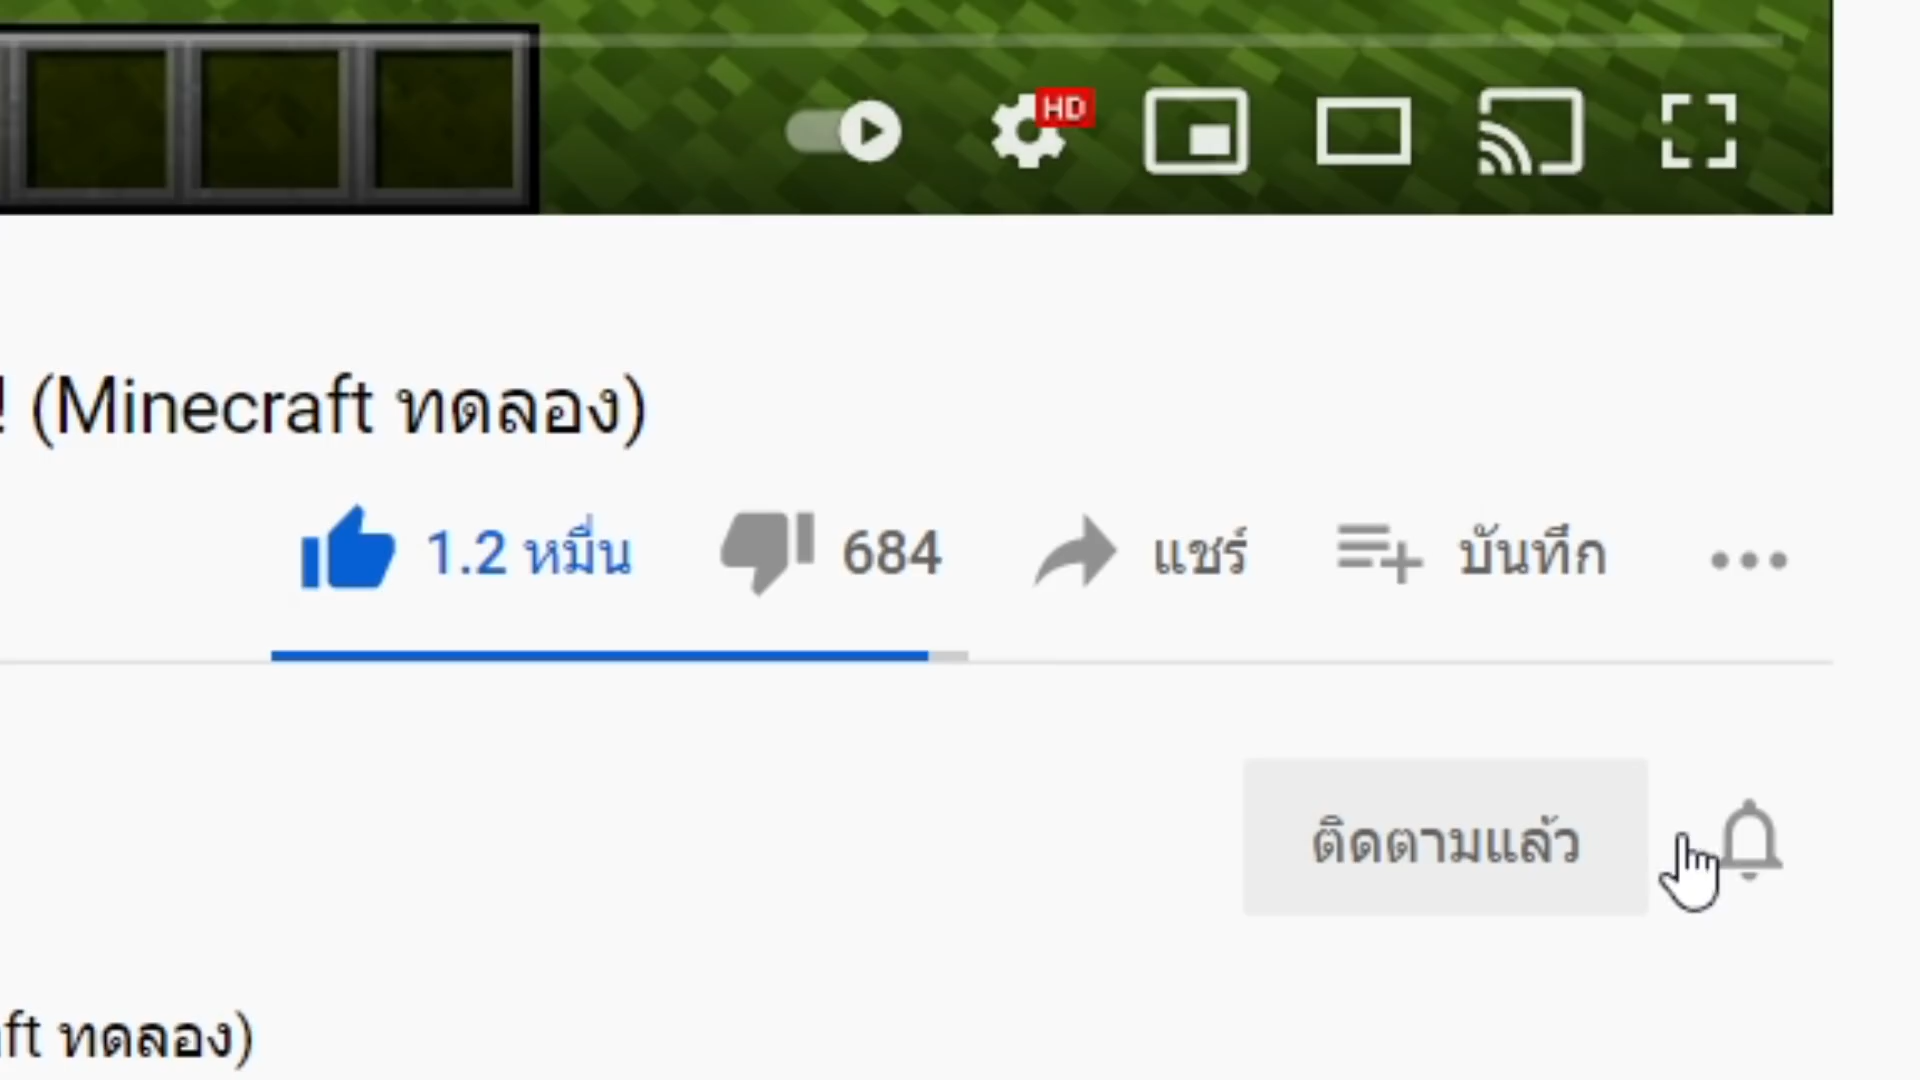 HD
! (Minecraft ทดลอง)
1.2 หมื่น 684 แชร์ บันทึก
ติดตามแล้ว
ft ทดลอง)